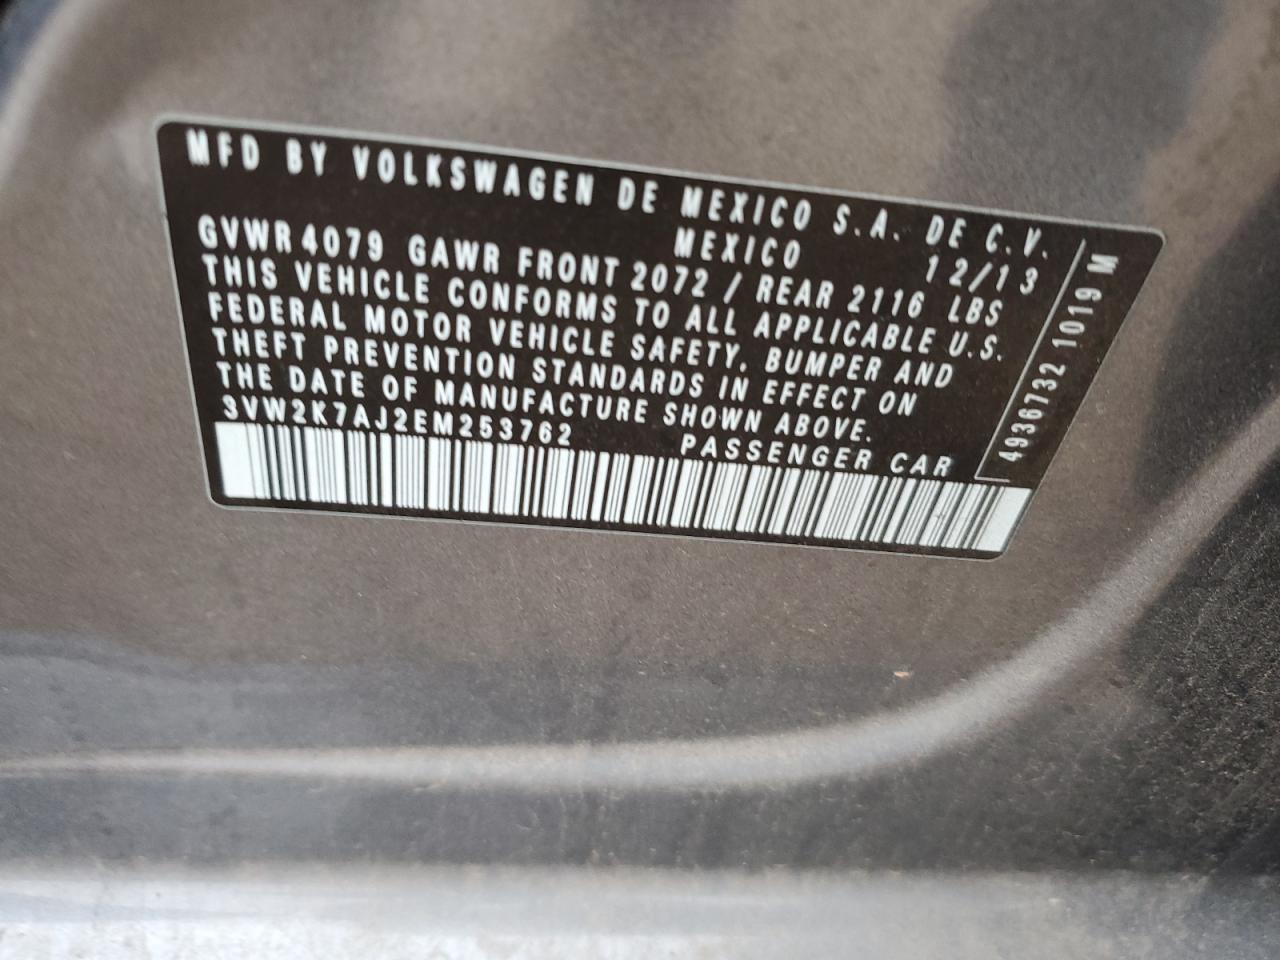 MFD BY VOLKSWAGEN DE MEXICO S.A. DE C.V.
MEXICO 12/13
GVWR 4079 GAWR FRONT 2072 / REAR 2116 LBS
THIS VEHICLE CONFORMS TO ALL APPLICABLE U.S.
FEDERAL MOTOR VEHICLE SAFETY, BUMPER AND
THEFT PREVENTION STANDARDS IN EFFECT ON
THE DATE OF MANUFACTURE SHOWN ABOVE.
3VW2K7AJ2EM253762 PASSENGER CAR
4936732 1019 M